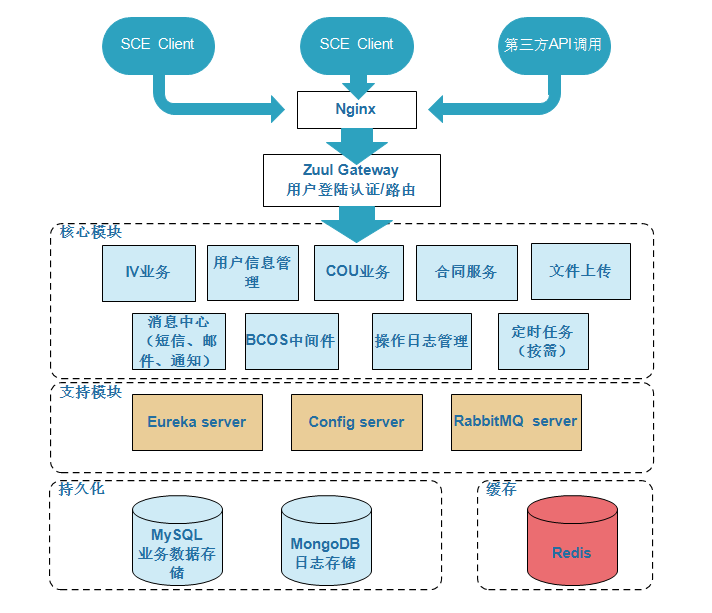 SCE Client
SCE Client
第三方API调用
Nginx
Zuul Gateway
用户登陆认证/路由
核心模块
IV业务
用户信息管
理
COU业务
合同服务
文件上传
消息中心
（短信、邮
件、通知）
BCOS中间件
操作日志管理
定时任务
（按需）
支持模块
Eureka server
Config server
RabbitMQ server
持久化
缓存
MySQL
业务数据存
储
MongoDB
日志存储
Redis